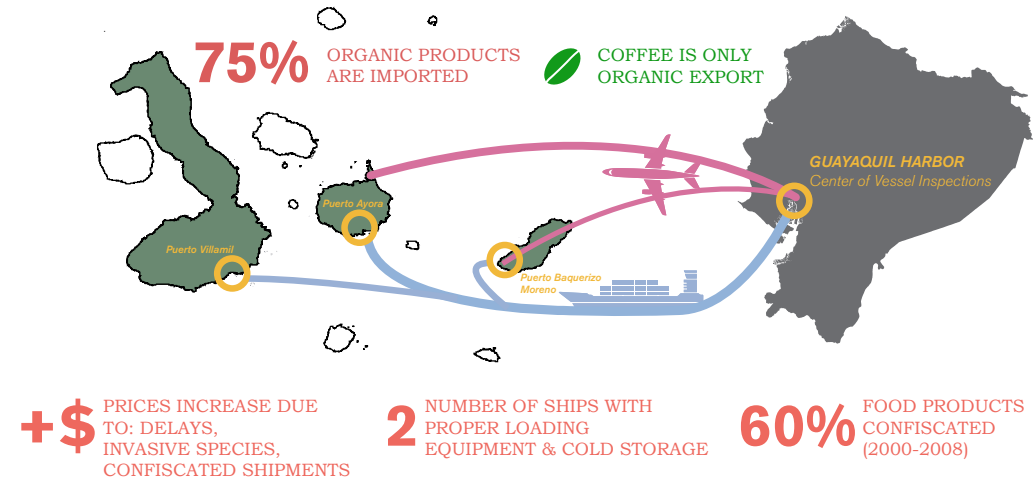 75%
ORGANIC PRODUCTS
ARE IMPORTED
COFFEE IS ONLY
ORGANIC EXPORT
GUAYAQUIL HARBOR
Center of Vessel Inspections
Puerto Ayora
Puerto Villamil
Puerto Baquerizo
Moreno
+$
PRICES INCREASE DUE
TO: DELAYS,
INVASIVE SPECIES,
CONFISCATED SHIPMENTS
2
NUMBER OF SHIPS WITH
PROPER LOADING
EQUIPMENT & COLD STORAGE
60%
FOOD PRODUCTS
CONFISCATED
(2000-2008)